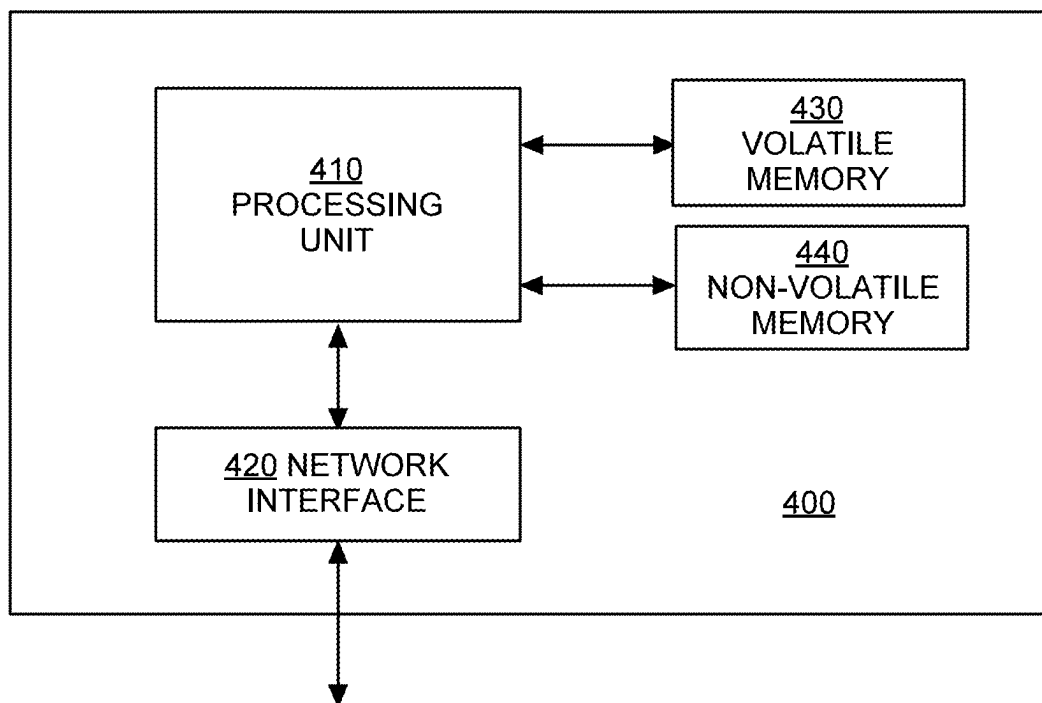 410
PROCESSING
UNIT
430
VOLATILE
MEMORY
440
NON-VOLATILE
MEMORY
420 NETWORK
INTERFACE
400